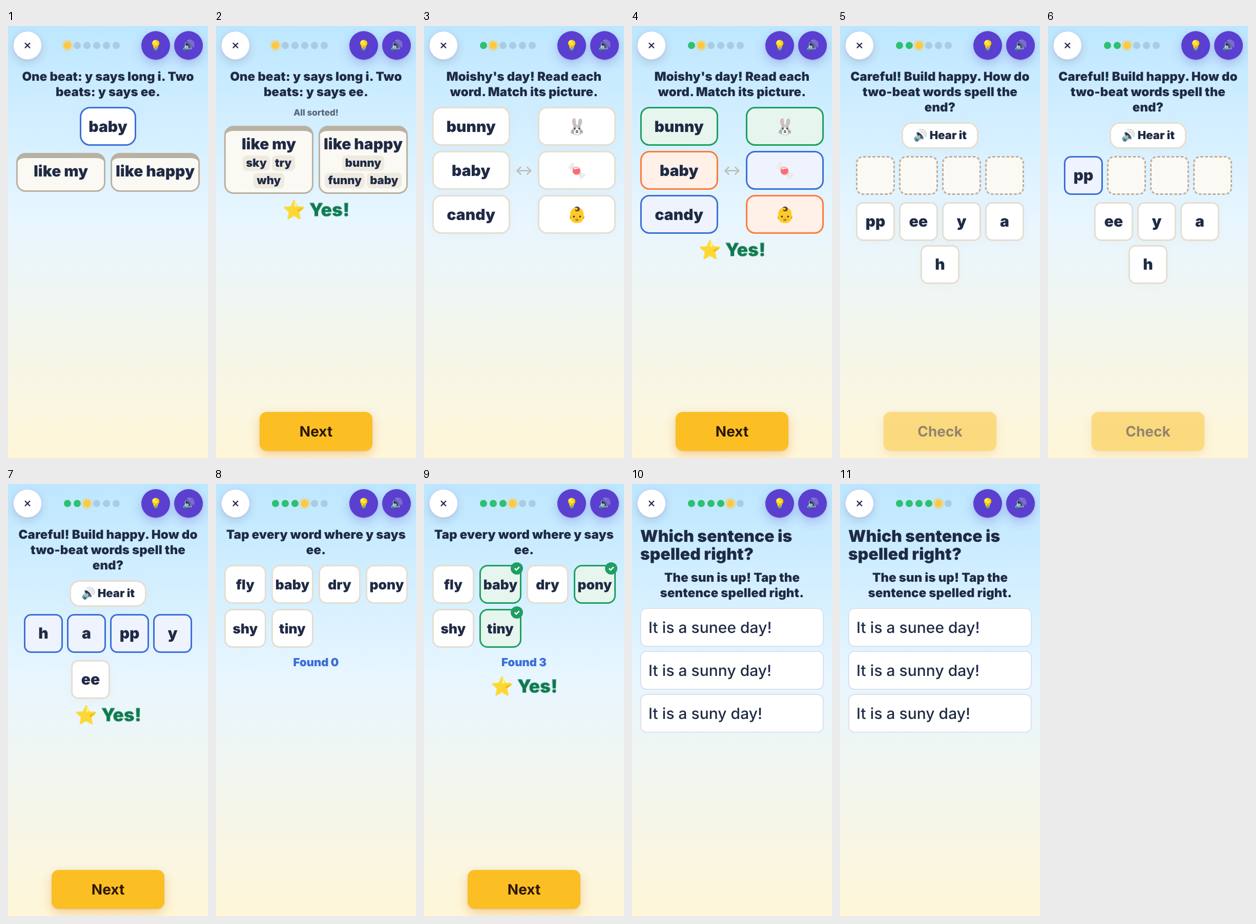 1
One beat: y says long i. Two
beats: y says ee.
baby
like my
like happy
2
One beat: y says long i. Two
beats: y says ee.
All sorted!
like my
sky try
why
like happy
bunny
funny baby
Yes!
Next
3
Moishy's day! Read each
word. Match its picture.
bunny
baby
candy
4
Moishy's day! Read each
word. Match its picture.
bunny
baby
candy
Yes!
Next
5
Careful! Build happy. How do
two-beat words spell the
end?
Hear it
pp ee y a
h
Check
6
Careful! Build happy. How do
two-beat words spell the
end?
Hear it
pp
ee y a
h
Check
7
Careful! Build happy. How do
two-beat words spell the
end?
Hear it
h a pp y
ee
Yes!
Next
8
Tap every word where y says
ee.
fly baby dry pony
shy tiny
Found 0
9
Tap every word where y says
ee.
fly baby dry pony
shy tiny
Found 3
Yes!
Next
10
Which sentence is
spelled right?
The sun is up! Tap the
sentence spelled right.
It is a sunee day!
It is a sunny day!
It is a suny day!
11
Which sentence is
spelled right?
The sun is up! Tap the
sentence spelled right.
It is a sunee day!
It is a sunny day!
It is a suny day!